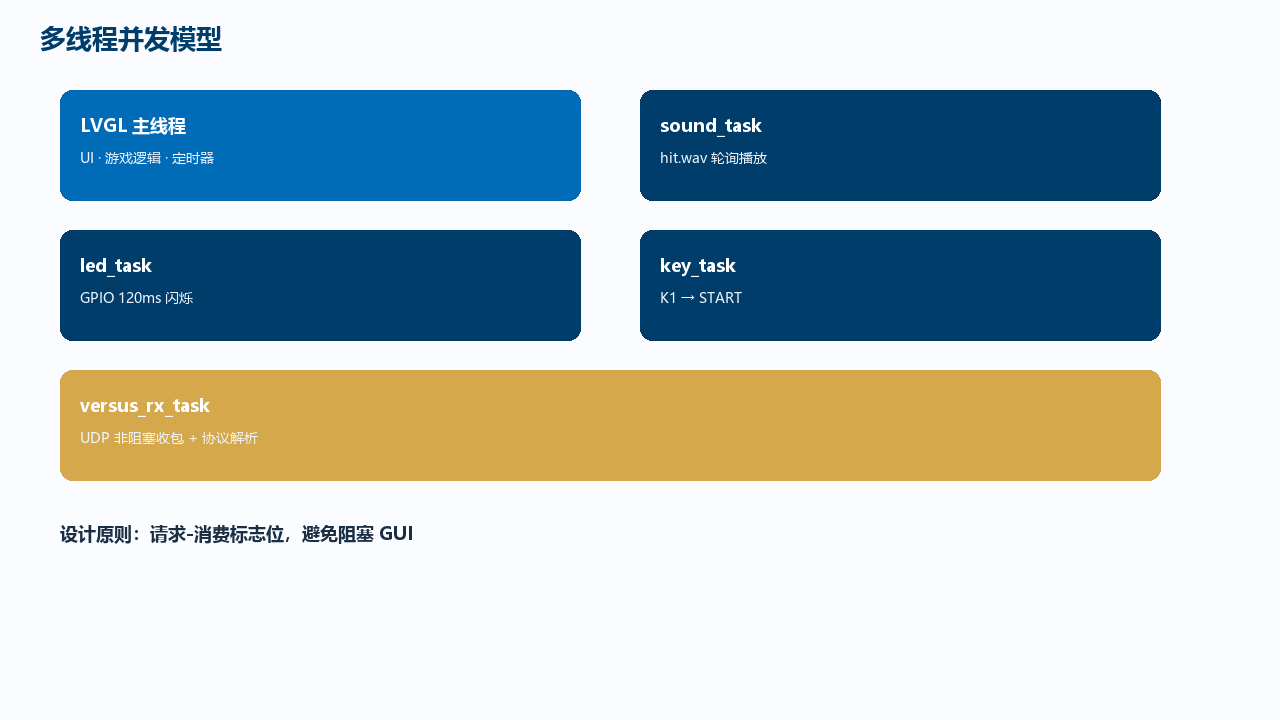 多线程并发模型
LVGL 主线程
UI · 游戏逻辑 · 定时器
sound_task
hit.wav 轮询播放
led_task
GPIO 120ms 闪烁
key_task
K1 → START
versus_rx_task
UDP 非阻塞收包 + 协议解析
设计原则：请求-消费标志位，避免阻塞 GUI